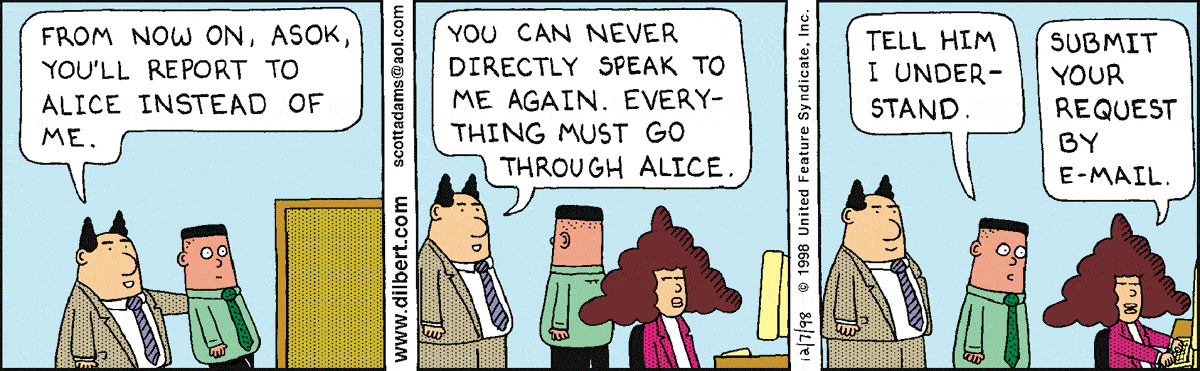 FROM NOW ON, ASOK,
YOU'LL REPORT TO
ALICE INSTEAD OF
ME.
www.dilbert.com scottadams@aol.com
YOU CAN NEVER
DIRECTLY SPEAK TO
ME AGAIN. EVERY-
THING MUST GO
THROUGH ALICE.
12/7/98 © 1998 United Feature Syndicate, Inc.
TELL HIM
I UNDER-
STAND.
SUBMIT
YOUR
REQUEST
BY
E-MAIL.